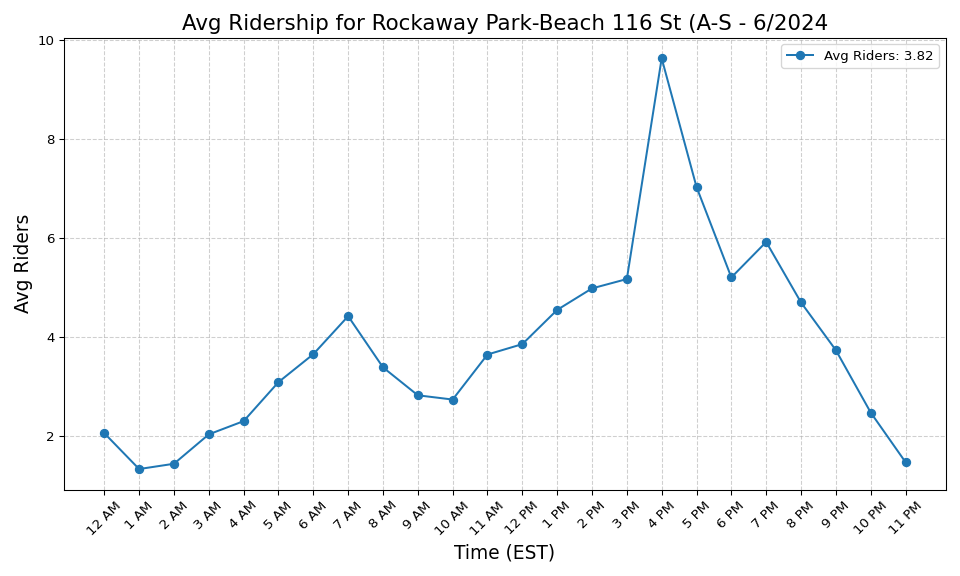 Avg Ridership for Rockaway Park-Beach 116 St (A-S - 6/2024
Avg Riders: 3.82
Avg Riders
10
8
6
4
2
12 AM
1 AM
2 AM
3 AM
4 AM
5 AM
6 AM
7 AM
8 AM
9 AM
10 AM
11 AM
12 PM
1 PM
2 PM
3 PM
4 PM
5 PM
6 PM
7 PM
8 PM
9 PM
10 PM
11 PM
Time (EST)